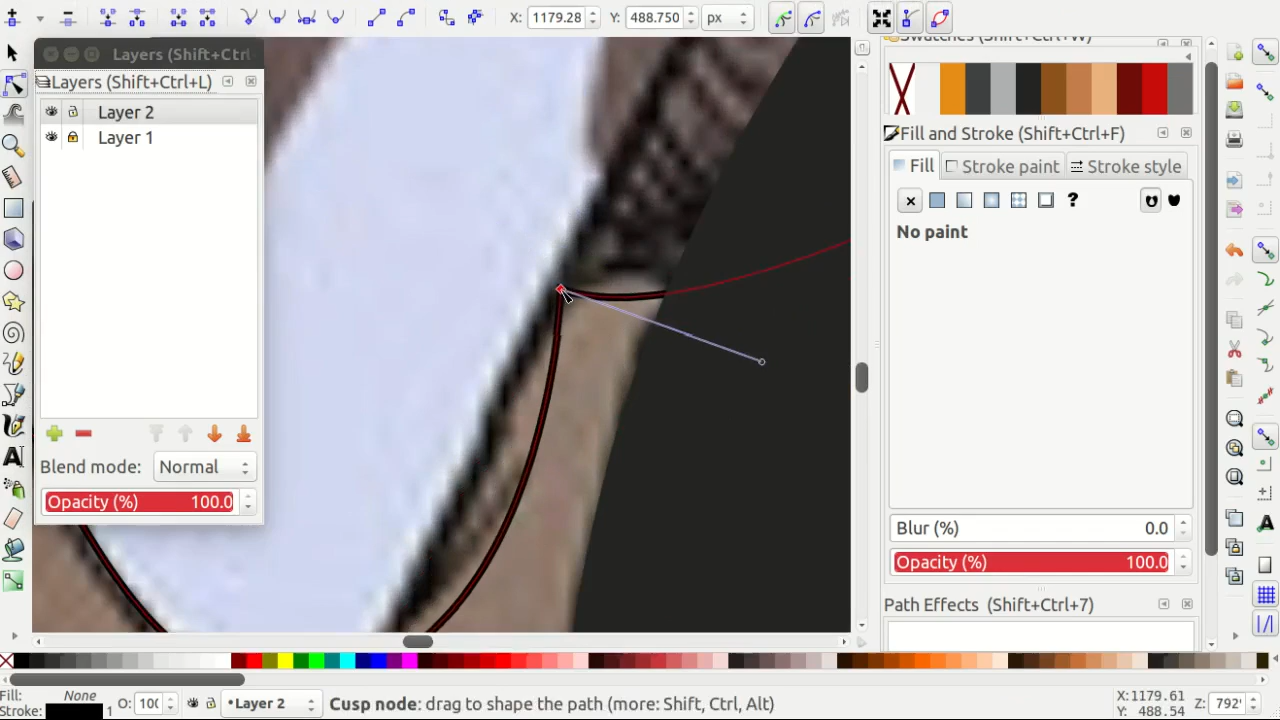 X: 1179.28 Y: 488.750 px
Layers (Shift+Ctrl
Layers (Shift+Ctrl+L)
Layer 2
Layer 1
Blend mode: Normal
Opacity (%) 100.0
Swatches (Shift+Ctrl+W)
Fill and Stroke (Shift+Ctrl+F)
Fill Stroke paint Stroke style
?
No paint
Blur (%) 0.0
Opacity (%) 100.0
Path Effects (Shift+Ctrl+7)
Fill: None O: 100 •Layer 2 Cusp node: drag to shape the path (more: Shift, Ctrl, Alt) X:1179.61 Z: 792
Stroke: 1 Y: 488.54